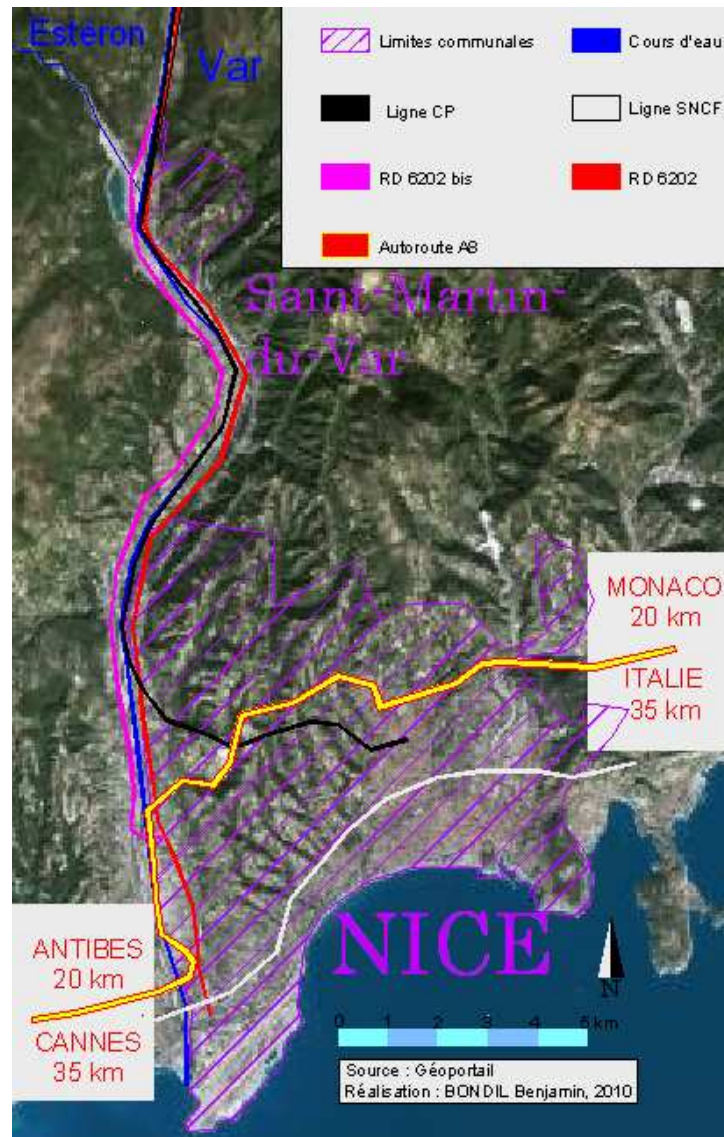 Estéron
Var
Limites communales
Cours d'eau
Ligne CP
Ligne SNCF
RD 6202 bis
RD 6202
Autoroute A8
Saint-Martin-
du-Var
MONACO
20 km
ITALIE
35 km
ANTIBES
20 km
CANNES
35 km
NICE
N
0 1 2 3 4 5 km
Source : Géoportail
Réalisation : BONDIL Benjamin, 2010